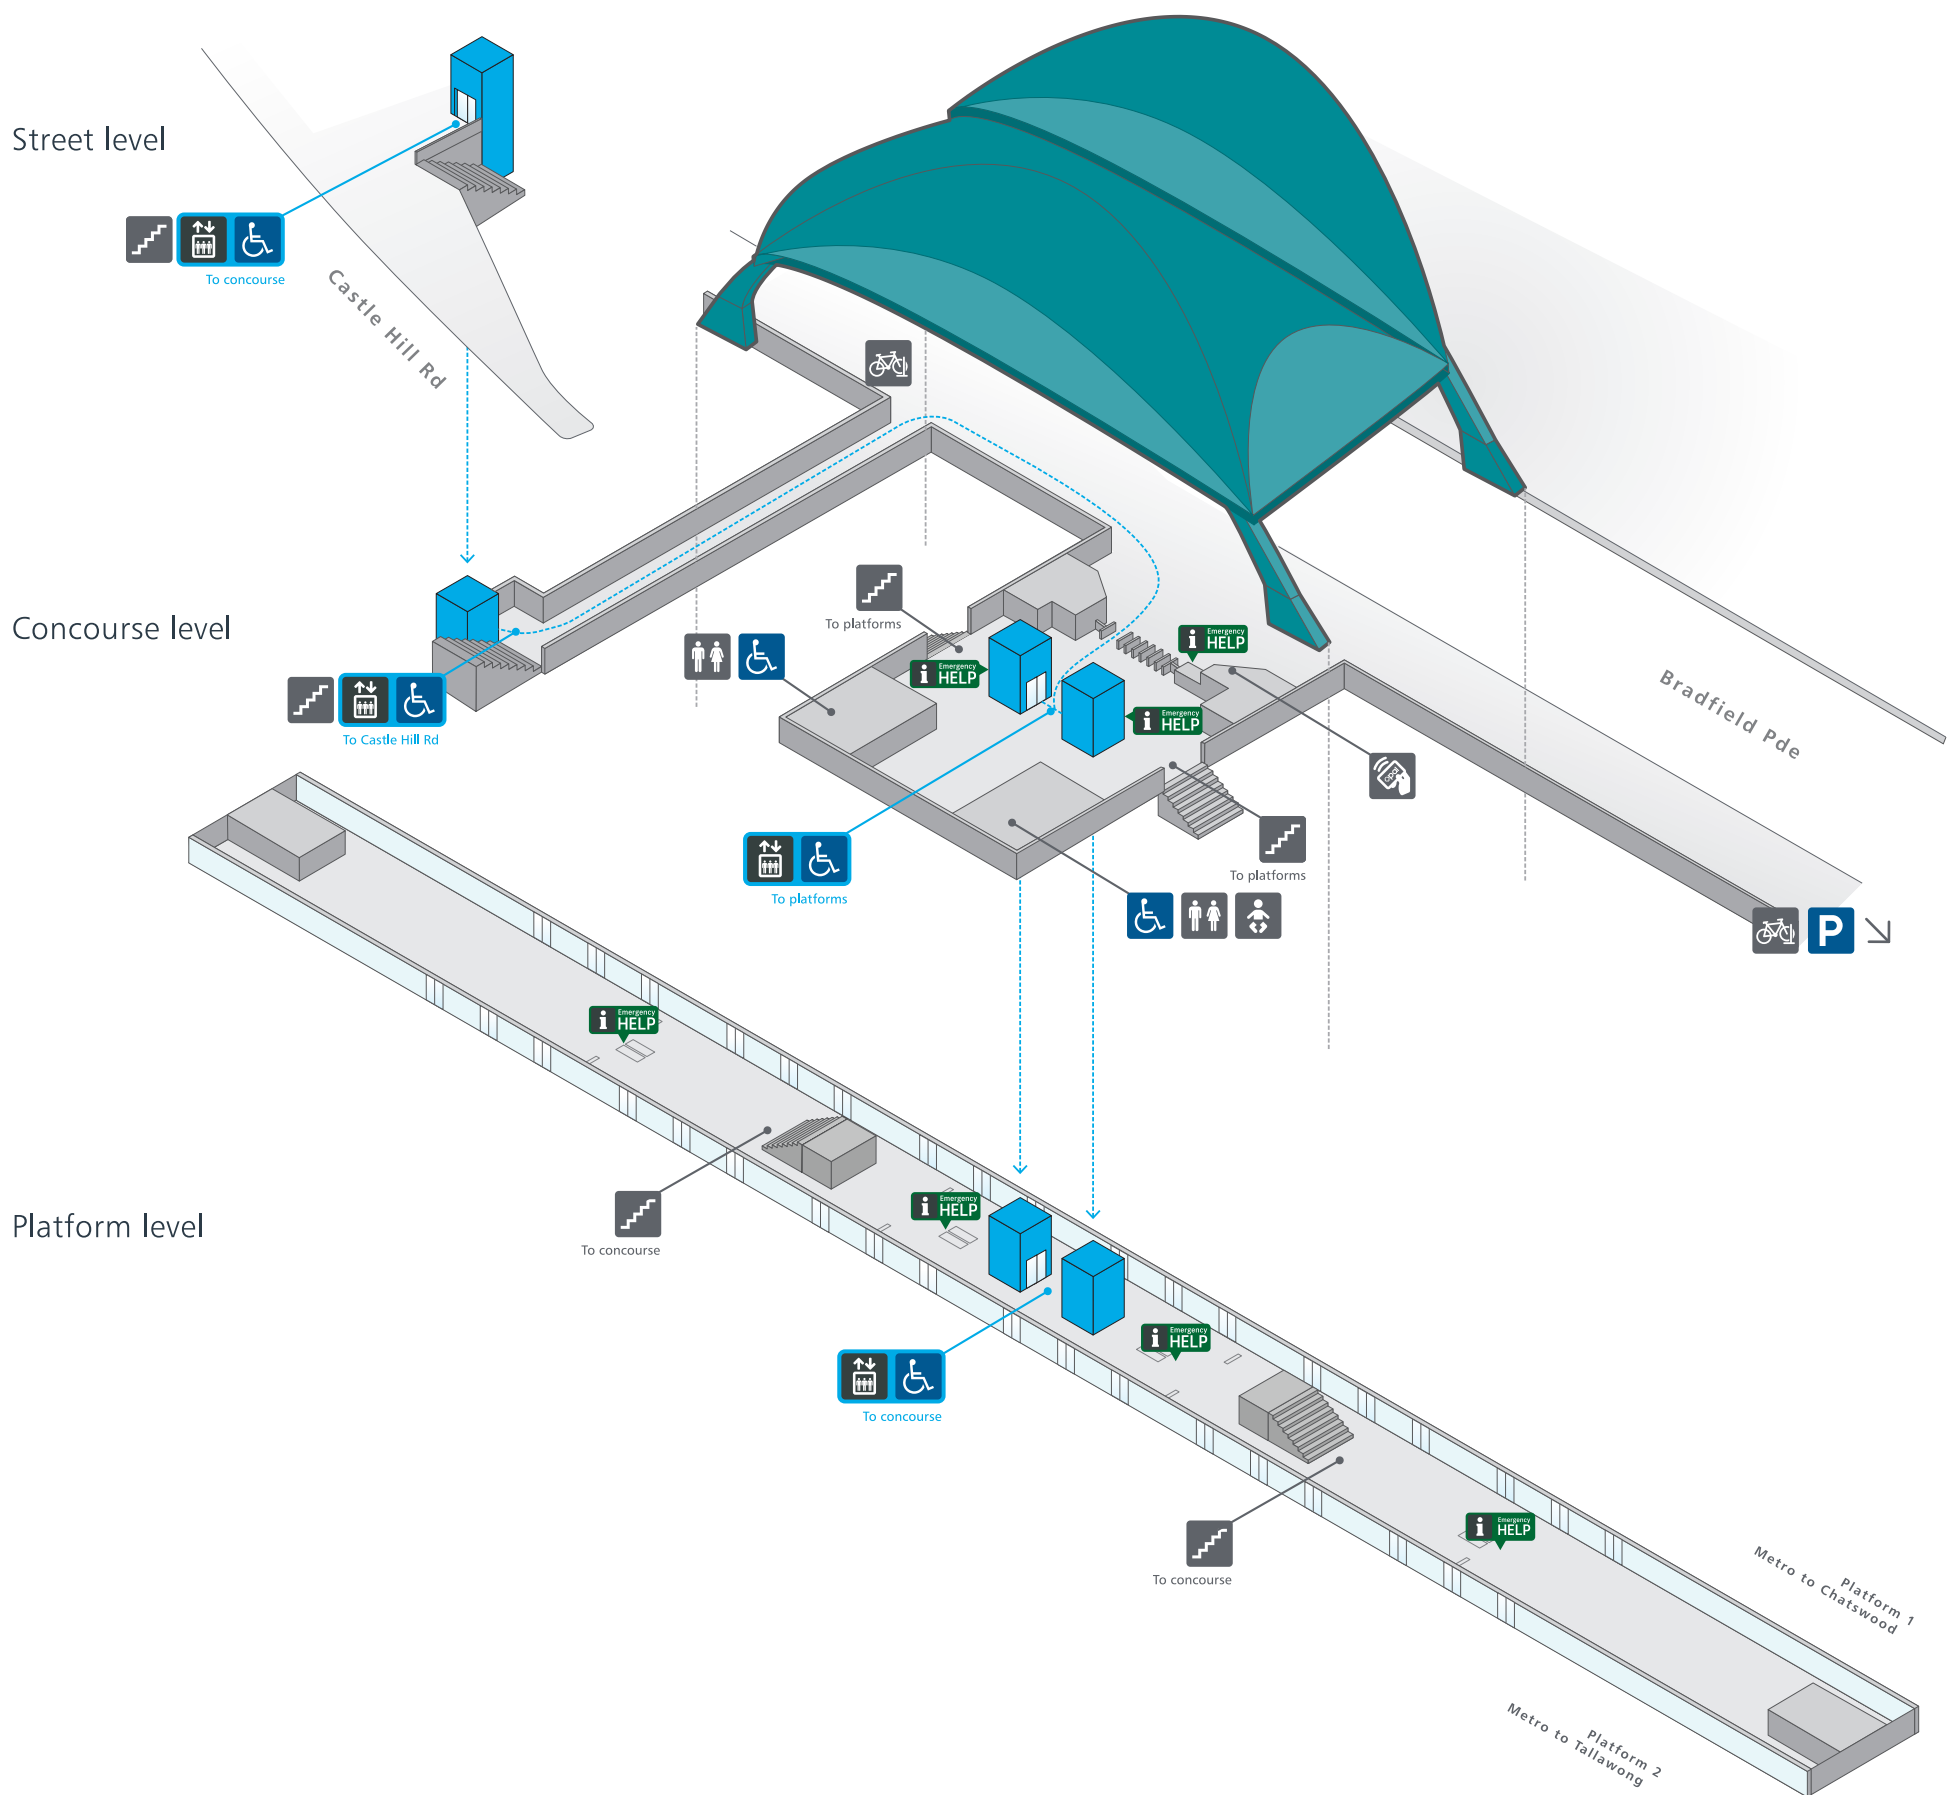 Street level
To concourse
Castle Hill Rd
Concourse level
To platforms
Emergency
HELP
Emergency
HELP
Emergency
HELP
Bradfield Pde
To Castle Hill Rd
opal
To platforms
To platforms
P
Emergency
HELP
Platform level
To concourse
Emergency
HELP
Emergency
HELP
To concourse
Emergency
HELP
To concourse
Platform 1
Metro to Chatswood
Platform 2
Metro to Tallawong